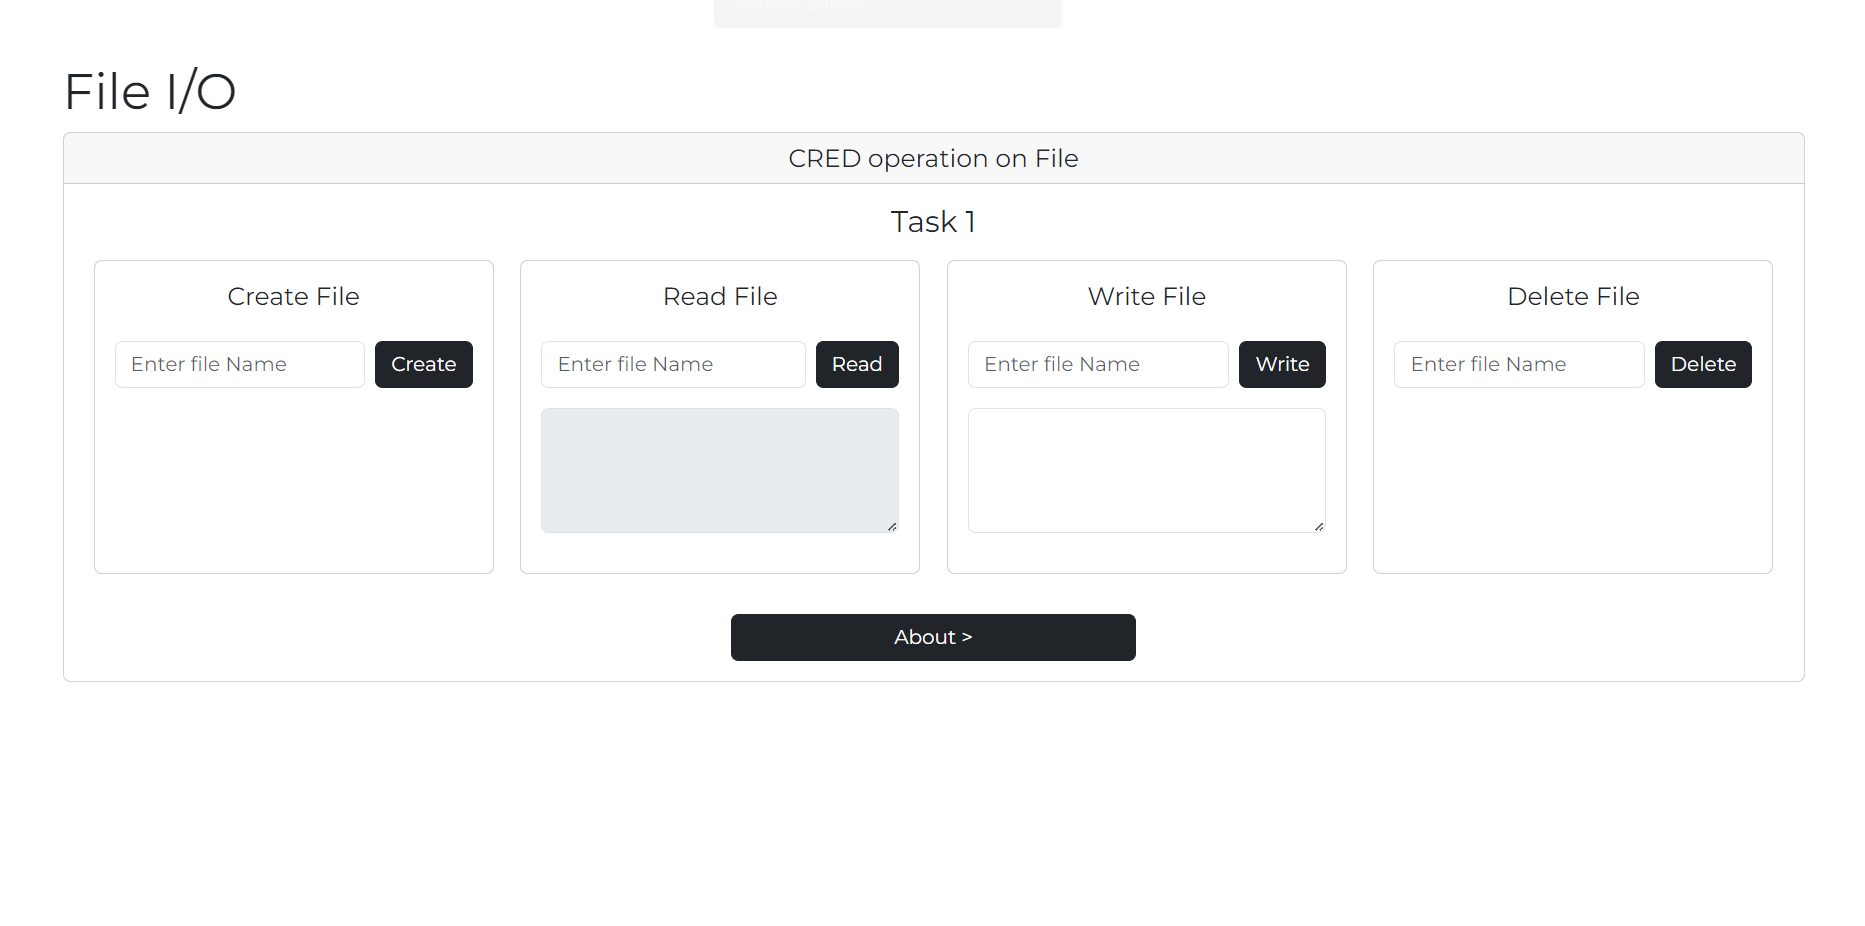 File I/O
CRED operation on File
Task 1
Create File
Enter file Name
Create
Read File
Enter file Name
Read
Write File
Enter file Name
Write
Delete File
Enter file Name
Delete
About >